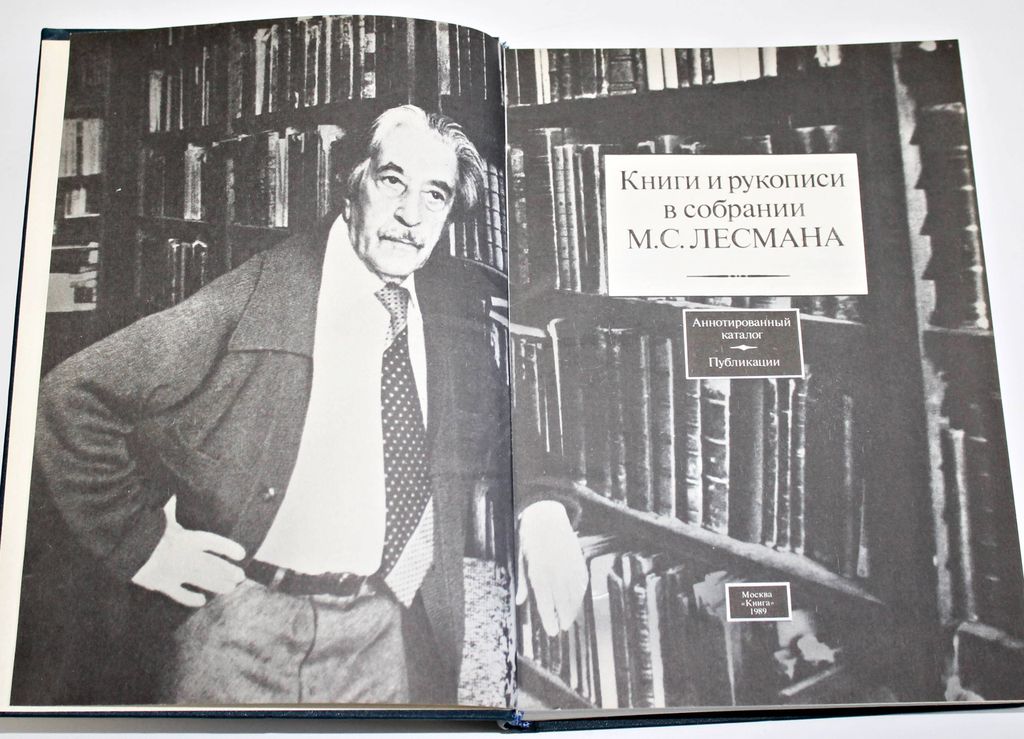 Книги и рукописи
в собрании
М.С. ЛЕСМАНА
Аннотированный
каталог
Публикации
Москва
«Книга»
1989